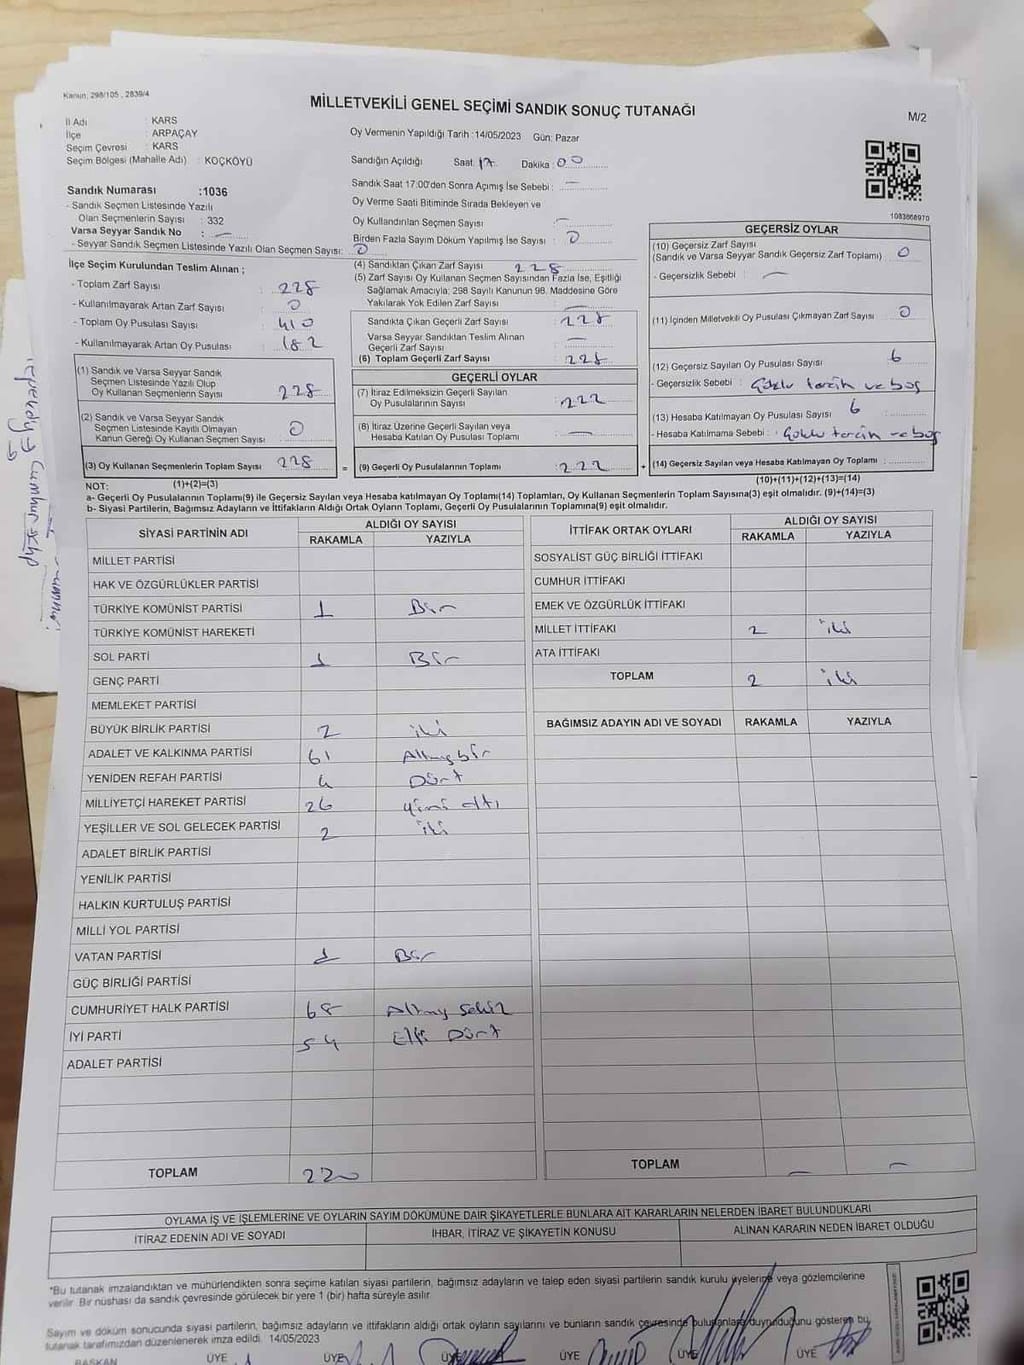 Kanun; 298/105 , 2839/4
MİLLETVEKİLİ GENEL SEÇİMİ SANDIK SONUÇ TUTANAĞI
M/2
İl Adı : KARS
İlçe : ARPAÇAY
Seçim Çevresi : KARS
Seçim Bölgesi (Mahalle Adı) : KOÇKÖYÜ
Sandık Numarası :1036
- Sandık Seçmen Listesinde Yazılı
Olan Seçmenlerin Sayısı : 332
Varsa Seyyar Sandık No : —
- Seyyar Sandık Seçmen Listesinde Yazılı Olan Seçmen Sayısı: 0
Oy Vermenin Yapıldığı Tarih :14/05/2023 Gün: Pazar
Sandığın Açıldığı Saat: 17 Dakika : 00
Sandık Saat 17:00'den Sonra Açımış İse Sebebi : —
Oy Verme Saati Bitiminde Sırada Bekleyen ve
Oy Kullandırılan Seçmen Sayısı : —
Birden Fazla Sayım Döküm Yapılmış İse Sayısı : 0
1083868970
İlçe Seçim Kurulundan Teslim Alınan ;
- Toplam Zarf Sayısı : 228
- Kullanılmayarak Artan Zarf Sayısı : 0
- Toplam Oy Pusulası Sayısı : 410
- Kullanılmayarak Artan Oy Pusulası : 182
(1) Sandık ve Varsa Seyyar Sandık
Seçmen Listesinde Yazılı Olup
Oy Kullanan Seçmenlerin Sayısı : 228
(2) Sandık ve Varsa Seyyar Sandık
Seçmen Listesinde Kayıtlı Olmayan
Kanun Gereği Oy Kullanan Seçmen Sayısı : 0
(3) Oy Kullanan Seçmenlerin Toplam Sayısı : 228
(4) Sandıktan Çıkan Zarf Sayısı : 228
(5) Zarf Sayısı Oy Kullanan Seçmen Sayısından Fazla İse, Eşitliği
Sağlamak Amacıyla; 298 Sayılı Kanunun 98. Maddesine Göre
Yakılarak Yok Edilen Zarf Sayısı : —
Sandıkta Çıkan Geçerli Zarf Sayısı : 228
Varsa Seyyar Sandıktan Teslim Alınan
Geçerli Zarf Sayısı : —
(6) Toplam Geçerli Zarf Sayısı : 228
GEÇERLİ OYLAR
(7) İtiraz Edilmeksizin Geçerli Sayılan
Oy Pusulalarının Sayısı : 222
(8) İtiraz Üzerine Geçerli Sayılan veya
Hesaba Katılan Oy Pusulası Toplamı : —
= (9) Geçerli Oy Pusulalarının Toplamı : 222
GEÇERSİZ OYLAR
(10) Geçersiz Zarf Sayısı
(Sandık ve Varsa Seyyar Sandık Geçersiz Zarf Toplamı) : 0
- Geçersizlik Sebebi : —
(11) İçinden Milletvekili Oy Pusulası Çıkmayan Zarf Sayısı : 0
(12) Geçersiz Sayılan Oy Pusulası Sayısı : 6
- Geçersizlik Sebebi : Çoklu tercih ve boş
(13) Hesaba Katılmayan Oy Pusulası Sayısı : 6
- Hesaba Katılmama Sebebi : Çoklu tercih ve boş
+ (14) Geçersiz Sayılan veya Hesaba Katılmayan Oy Toplamı :
NOT: (1)+(2)=(3)
(10)+(11)+(12)+(13)=(14)
a- Geçerli Oy Pusulalarının Toplamı(9) ile Geçersiz Sayılan veya Hesaba katılmayan Oy Toplamı(14) Toplamları, Oy Kullanan Seçmenlerin Toplam Sayısına(3) eşit olmalıdır. (9)+(14)=(3)
b- Siyasi Partilerin, Bağımsız Adayların ve İttifakların Aldığı Ortak Oyların Toplamı, Geçerli Oy Pusulalarının Toplamına(9) eşit olmalıdır.
SİYASİ PARTİNİN ADI ALDIĞI OY SAYISI
RAKAMLA YAZIYLA
MİLLET PARTİSİ
HAK VE ÖZGÜRLÜKLER PARTİSİ
TÜRKİYE KOMÜNİST PARTİSİ 1 Bir
TÜRKİYE KOMÜNİST HAREKETİ
SOL PARTİ 1 Bir
GENÇ PARTİ
MEMLEKET PARTİSİ
BÜYÜK BİRLİK PARTİSİ 2 iki
ADALET VE KALKINMA PARTİSİ 61 Altmışbir
YENİDEN REFAH PARTİSİ 4 Dört
MİLLİYETÇİ HAREKET PARTİSİ 26 yirmi altı
YEŞİLLER VE SOL GELECEK PARTİSİ 2 iki
ADALET BİRLİK PARTİSİ
YENİLİK PARTİSİ
HALKIN KURTULUŞ PARTİSİ
MİLLİ YOL PARTİSİ
VATAN PARTİSİ 1 Bir
GÜÇ BİRLİĞİ PARTİSİ
CUMHURİYET HALK PARTİSİ 68 Altmış Sekiz
İYİ PARTİ 54 Elli Dört
ADALET PARTİSİ
TOPLAM 220
İTTİFAK ORTAK OYLARI ALDIĞI OY SAYISI
RAKAMLA YAZIYLA
SOSYALİST GÜÇ BİRLİĞİ İTTİFAKI
CUMHUR İTTİFAKI
EMEK VE ÖZGÜRLÜK İTTİFAKI
MİLLET İTTİFAKI 2 iki
ATA İTTİFAKI
TOPLAM 2 iki
BAĞIMSIZ ADAYIN ADI VE SOYADI RAKAMLA YAZIYLA
TOPLAM — —
OYLAMA İŞ VE İŞLEMLERİNE VE OYLARIN SAYIM DÖKÜMÜNE DAİR ŞİKAYETLERLE BUNLARA AİT KARARLARIN NELERDEN İBARET BULUNDUKLARI
İTİRAZ EDENİN ADI VE SOYADI İHBAR, İTİRAZ VE ŞİKAYETİN KONUSU ALINAN KARARIN NEDEN İBARET OLDUĞU
*Bu tutanak imzalandıktan ve mühürlendikten sonra seçime katılan siyasi partilerin, bağımsız adayların ve talep eden siyasi partilerin sandık kurulu üyelerine veya gözlemcilerine
verilir. Bir nüshası da sandık çevresinde görülecek bir yere 1 (bir) hafta süreyle asılır.
Sayım ve döküm sonucunda siyasi partilerin, bağımsız adayların ve ittifakların aldığı ortak oyların sayılarını ve bunların sandık çevresinde bulunanlara duyrulduğunu gösteren bu
tutanak tarafımızdan düzenlenerek imza edildi. 14/05/2023
BAŞKAN ÜYE ÜYE ÜYE ÜYE ÜYE ÜYE